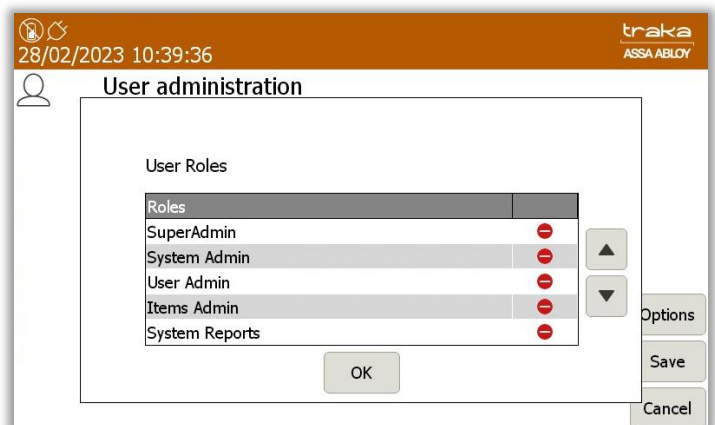 traka
28/02/2023 10:39:36
ASSA ABLOY
User administration
User Roles
Roles
SuperAdmin
System Admin
User Admin
Items Admin
System Reports
Options
Save
OK
Cancel